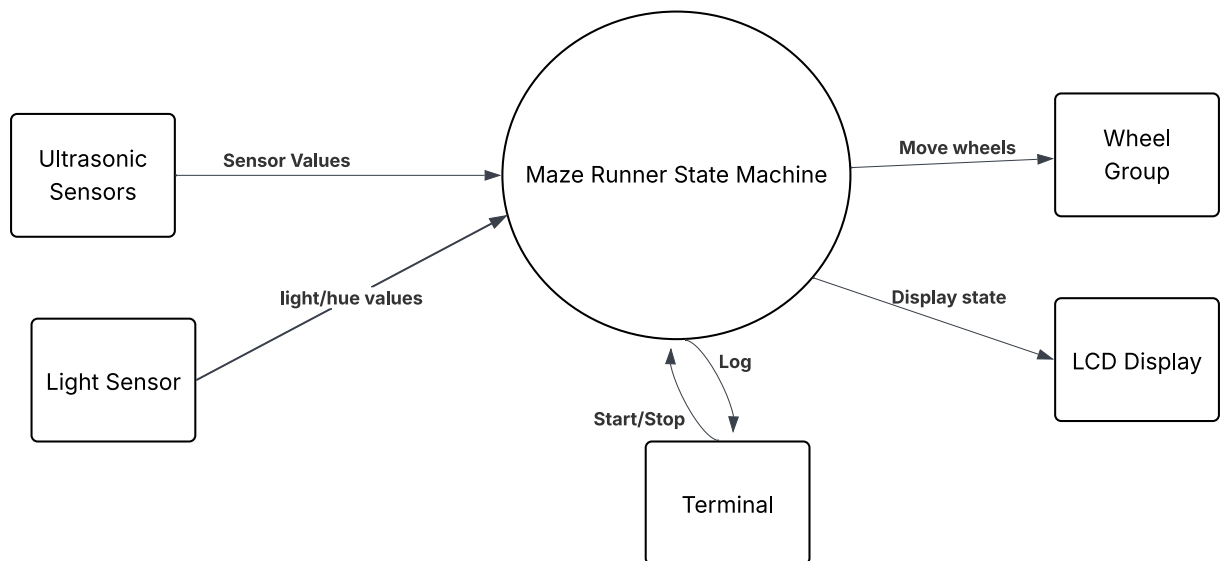 Ultrasonic
Sensors
Sensor Values
Maze Runner State Machine
Move wheels
Wheel
Group
light/hue values
Light Sensor
Display state
LCD Display
Log
Start/Stop
Terminal